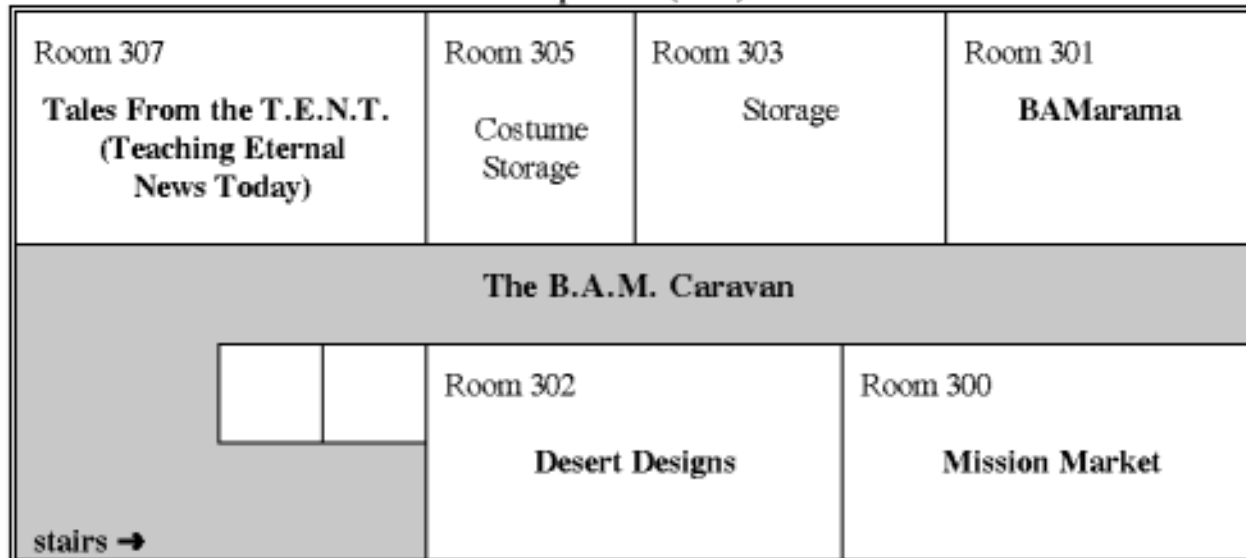 Room 307
Tales From the T.E.N.T.
(Teaching Eternal
News Today)
Room 305
Costume
Storage
Room 303
Storage
Room 301
BAMarama
The B.A.M. Caravan
Room 302
Desert Designs
Room 300
Mission Market
stairs ➔